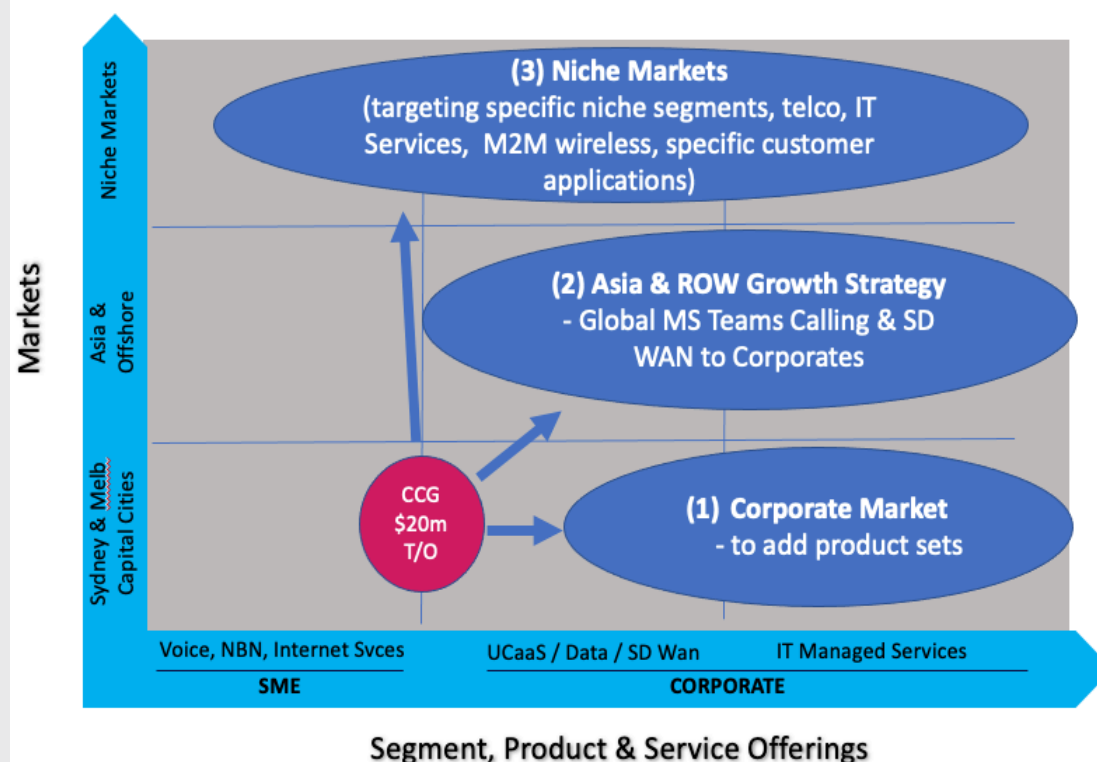 (3) Niche Markets
(targeting specific niche segments, telco, IT
Services, M2M wireless, specific customer
applications)
(2) Asia & ROW Growth Strategy
- Global MS Teams Calling & SD
WAN to Corporates
(1) Corporate Market
- to add product sets
CCG
$20m
T/O
Markets
Niche Markets
Asia &
Offshore
Sydney & Melb
Capital Cities
Voice, NBN, Internet Svces
UCaaS / Data / SD Wan
IT Managed Services
SME
CORPORATE
Segment, Product & Service Offerings